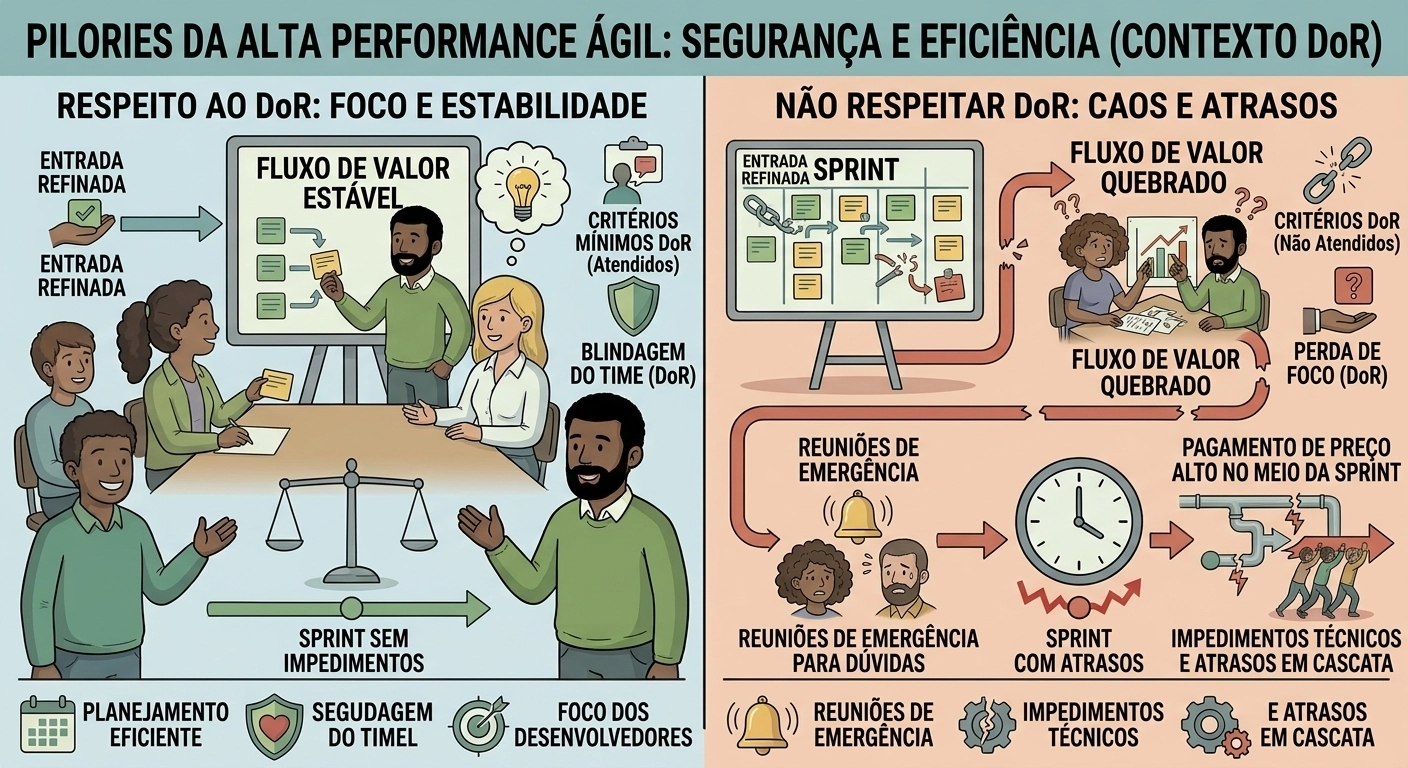 PILORIES DA ALTA PERFORMANCE ÁGIL: SEGURANÇA E EFICIÊNCIA (CONTEXTO DoR)
RESPEITO AO DoR: FOCO E ESTABILIDADE
ENTRADA
REFINADA
ENTRADA
REFINADA
FLUXO DE VALOR
ESTÁVEL
CRITÉRIOS
MÍNIMOS DoR
(Atendidos)
BLINDAGEM
DO TIME (DoR)
SPRINT SEM
IMPEDIMENTOS
PLANEJAMENTO
EFICIENTE
SEGUDAGEM
DO TIMEL
FOCO DOS
DESENVOLVEDORES
NÃO RESPEITAR DoR: CAOS E ATRASOS
ENTRADA
REFINADA
SPRINT
FLUXO DE VALOR
QUEBRADO
??
??
CRITÉRIOS DoR
(Não Atendidos)
?
PERDA DE
FOCO (DoR)
FLUXO DE VALOR
QUEBRADO
REUNIÕES DE
EMERGÊNCIA
PAGAMENTO DE PREÇO
ALTO NO MEIO DA SPRINT
REUNIÕES DE EMERGÊNCIA
PARA DÚVIDAS
SPRINT
COM ATRASOS
IMPEDIMENTOS TÉCNICOS
E ATRASOS EM CASCATA
REUNIÕES DE
EMERGÊNCIA
IMPEDIMENTOS
TÉCNICOS
E ATRASOS
EM CASCATA